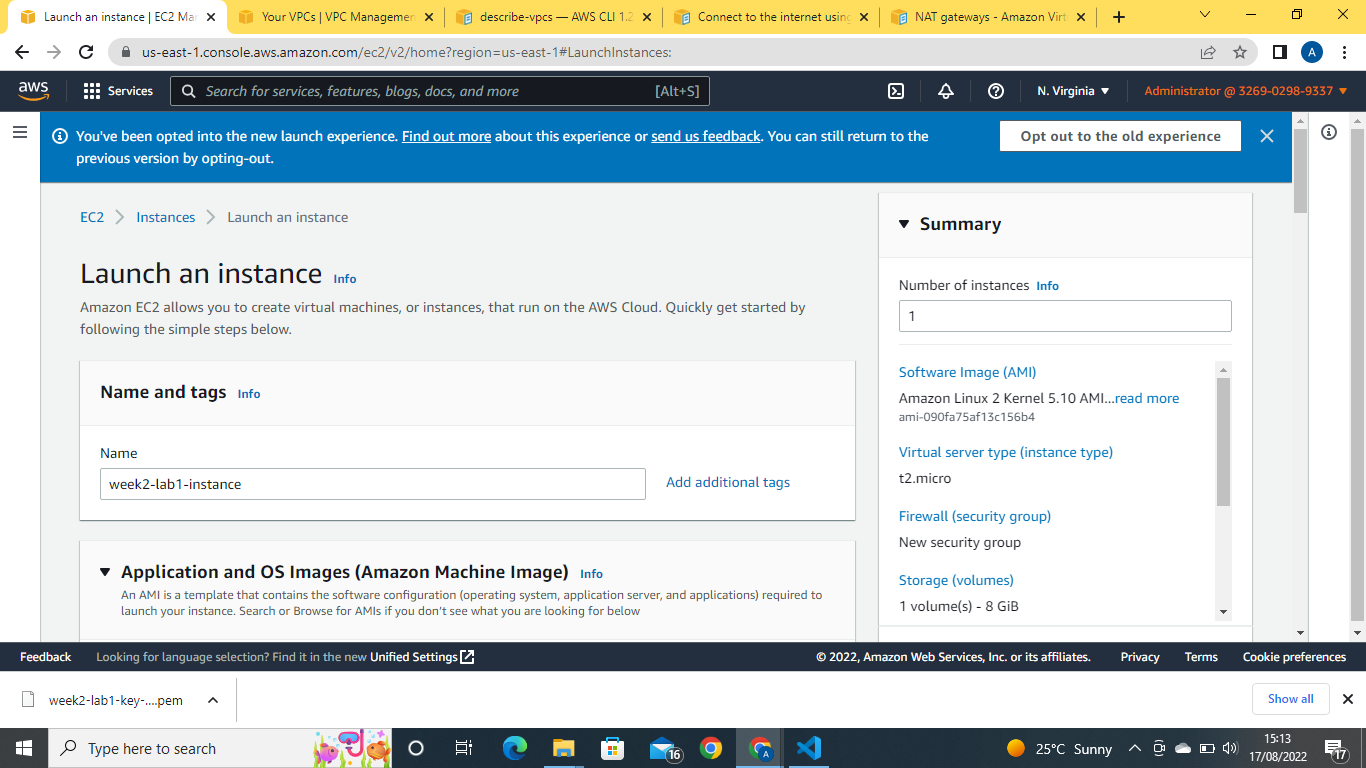 Launch an instance | EC2 Mar
Your VPCs | VPC Managemen
describe-vpcs — AWS CLI 1.2
Connect to the internet using
NAT gateways - Amazon Virt
us-east-1.console.aws.amazon.com/ec2/v2/home?region=us-east-1#LaunchInstances:
A
aws
Services
Search for services, features, blogs, docs, and more
[Alt+S]
N. Virginia
Administrator @ 3269-0298-9337
You've been opted into the new launch experience. Find out more about this experience or send us feedback. You can still return to the
previous version by opting-out.
Opt out to the old experience
EC2
Instances
Launch an instance
Launch an instance Info
Amazon EC2 allows you to create virtual machines, or instances, that run on the AWS Cloud. Quickly get started by
following the simple steps below.
Name and tags Info
Name
week2-lab1-instance
Add additional tags
Application and OS Images (Amazon Machine Image) Info
An AMI is a template that contains the software configuration (operating system, application server, and applications) required to
launch your instance. Search or Browse for AMIs if you don't see what you are looking for below
Summary
Number of instances Info
1
Software Image (AMI)
Amazon Linux 2 Kernel 5.10 AMI...read more
ami-090fa75af13c156b4
Virtual server type (instance type)
t2.micro
Firewall (security group)
New security group
Storage (volumes)
1 volume(s) - 8 GiB
Feedback
Looking for language selection? Find it in the new Unified Settings
© 2022, Amazon Web Services, Inc. or its affiliates.
Privacy
Terms
Cookie preferences
week2-lab1-key-....pem
Show all
Type here to search
16
A
25°C Sunny
15:13
17/08/2022
17